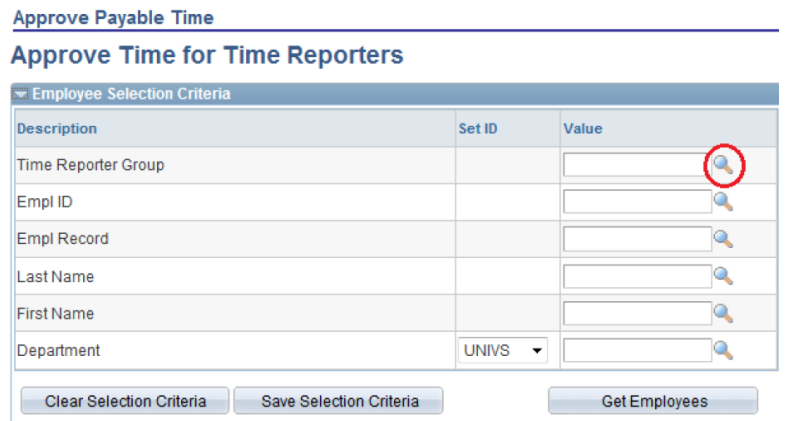 Approve Payable Time
Approve Time for Time Reporters
Employee Selection Criteria
Description Set ID Value
Time Reporter Group
Empl ID
Empl Record
Last Name
First Name
Department UNIVS
Clear Selection Criteria Save Selection Criteria Get Employees